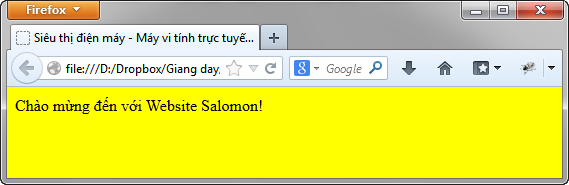 Firefox
Siêu thị điện máy - Máy vi tính trực tuyế...
file:///D:/Dropbox/Giang day,
Google
Chào mừng đến với Website Salomon!